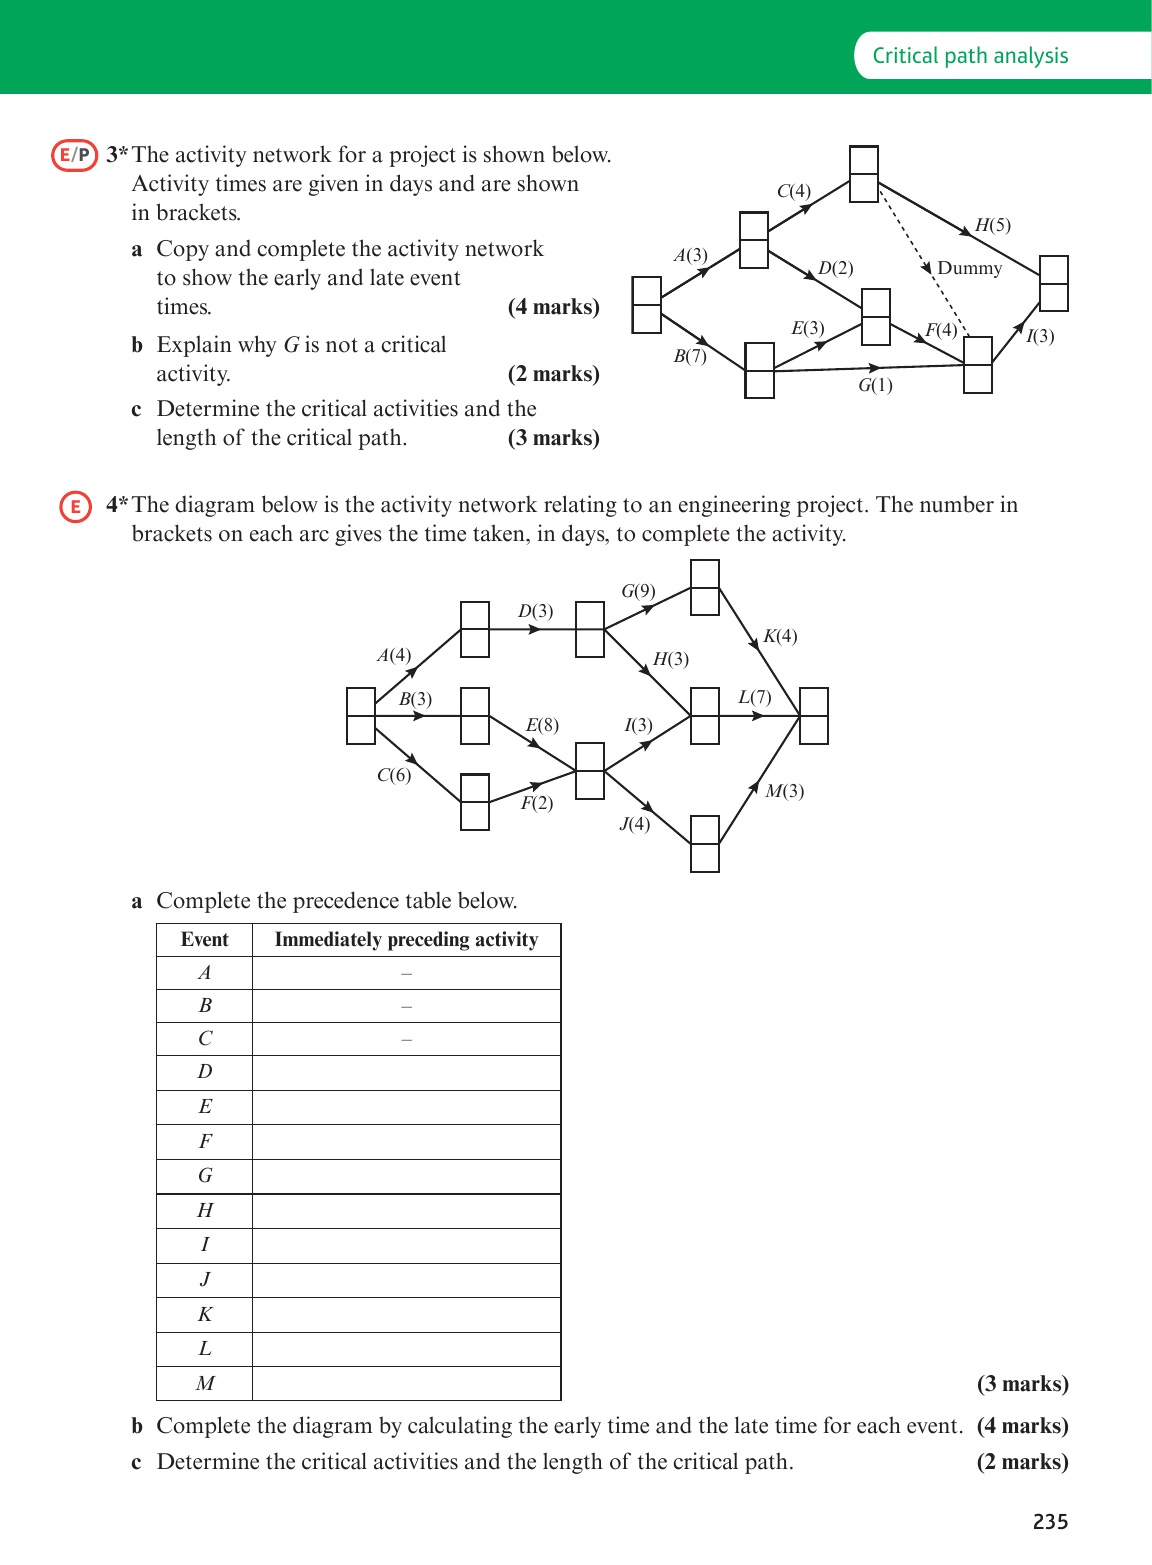 Critical path analysis
E/P 3* The activity network for a project is shown below.
Activity times are given in days and are shown
in brackets.
a Copy and complete the activity network
to show the early and late event
times. (4 marks)
b Explain why G is not a critical
activity. (2 marks)
c Determine the critical activities and the
length of the critical path. (3 marks)
C(4)
H(5)
A(3)
D(2)
Dummy
E(3)
F(4)
I(3)
B(7)
G(1)
E 4* The diagram below is the activity network relating to an engineering project. The number in
brackets on each arc gives the time taken, in days, to complete the activity.
G(9)
D(3)
K(4)
A(4)
H(3)
B(3)
L(7)
E(8)
I(3)
C(6)
M(3)
F(2)
J(4)
a Complete the precedence table below.
Event Immediately preceding activity
A –
B –
C –
D
E
F
G
H
I
J
K
L
M
(3 marks)
b Complete the diagram by calculating the early time and the late time for each event. (4 marks)
c Determine the critical activities and the length of the critical path. (2 marks)
235